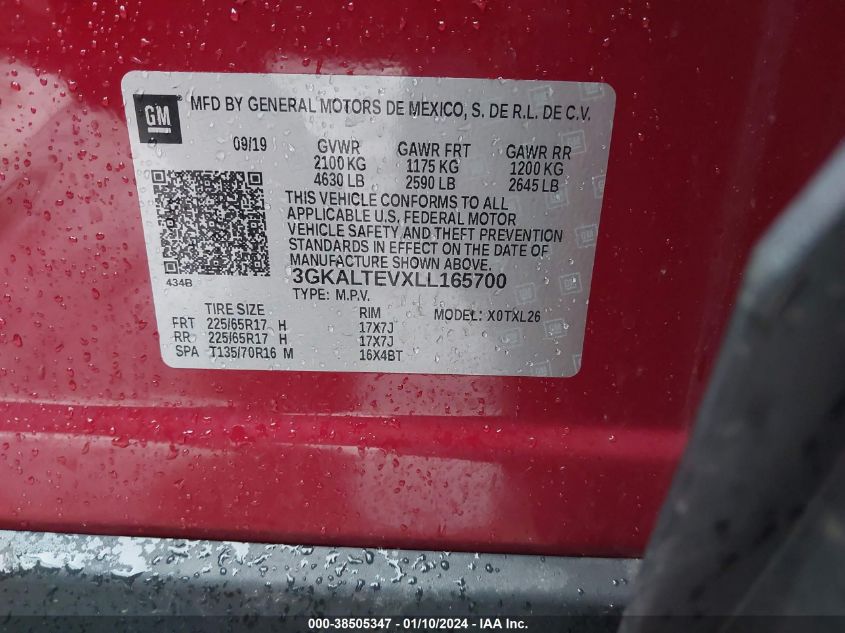 GM
MFD BY GENERAL MOTORS DE MEXICO, S. DE R.L. DE C.V.
09/19 GVWR GAWR FRT GAWR RR
2100 KG 1175 KG 1200 KG
4630 LB 2590 LB 2645 LB
THIS VEHICLE CONFORMS TO ALL
APPLICABLE U.S. FEDERAL MOTOR
VEHICLE SAFETY AND THEFT PREVENTION
STANDARDS IN EFFECT ON THE DATE OF
MANUFACTURE SHOWN ABOVE.
434B
3GKALTEVXLL165700
TYPE: M.P.V.
TIRE SIZE RIM MODEL: X0TXL26
FRT 225/65R17 H 17X7J
RR 225/65R17 H 17X7J
SPA T135/70R16 M 16X4BT
000-38505347 - 01/10/2024 - IAA Inc.